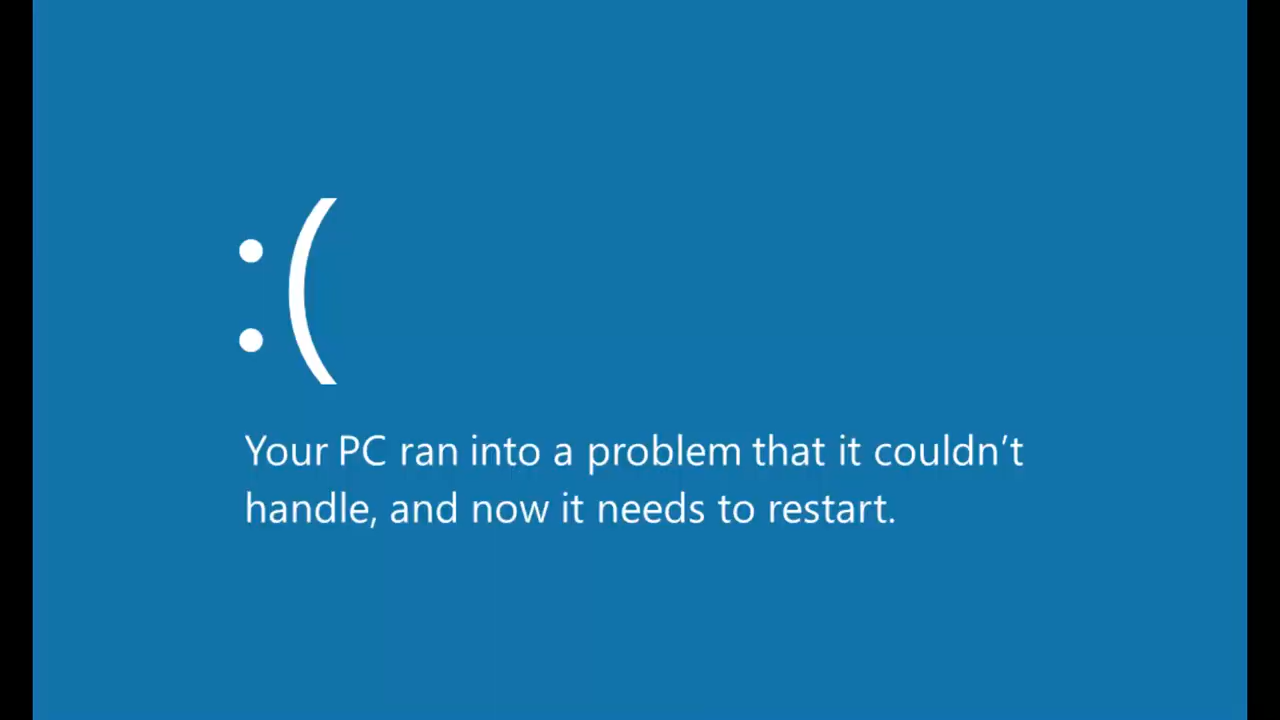 :(
Your PC ran into a problem that it couldn’t
handle, and now it needs to restart.